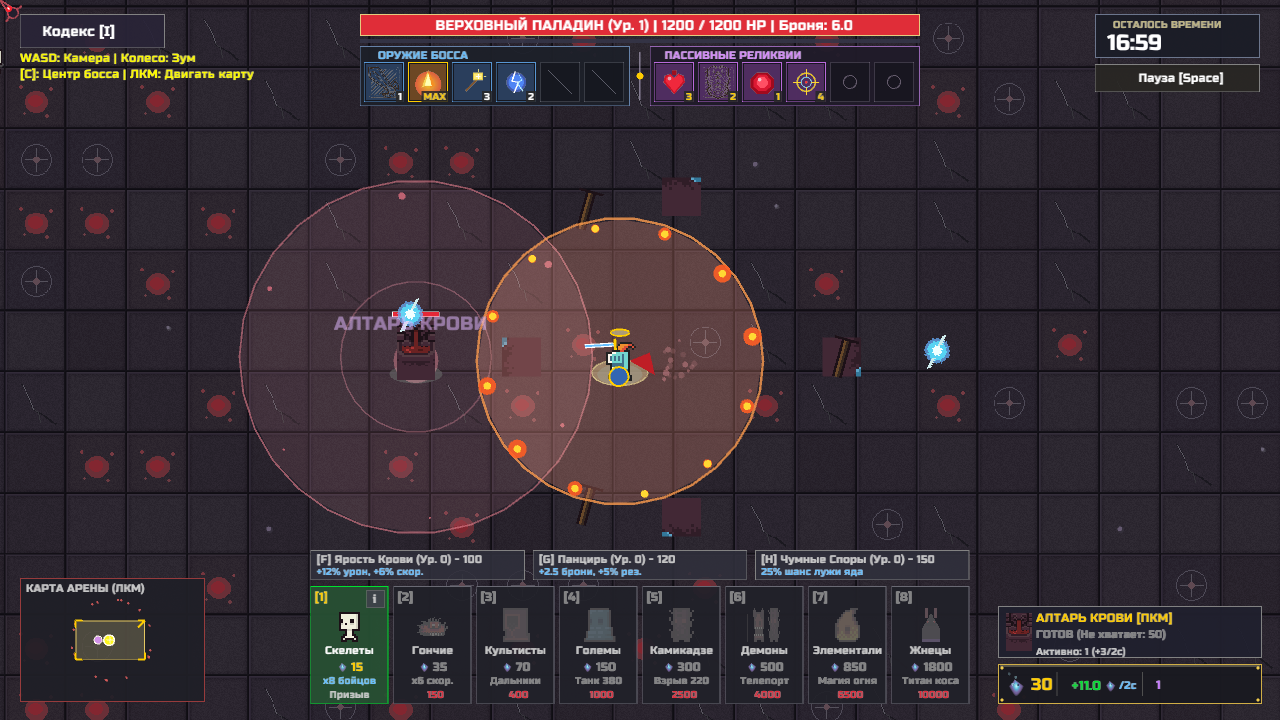 Кодекс [I]
WASD: Камера | Колесо: Зум
[C]: Центр босса | ЛКМ: Двигать карту
ВЕРХОВНЫЙ ПАЛАДИН (Ур. 1) | 1200 / 1200 HP | Броня: 6.0
ОРУЖИЕ БОССА
1
MAX
3
2
ПАССИВНЫЕ РЕЛИКВИИ
3
2
1
4
ОСТАЛОСЬ ВРЕМЕНИ
16:59
Пауза [Space]
АЛТАРЬ КРОВИ
[F] Ярость Крови (Ур. 0) - 100
+12% урон, +6% скор.
[G] Панцирь (Ур. 0) - 120
+2.5 брони, +5% рез.
[H] Чумные Споры (Ур. 0) - 150
25% шанс лужи яда
КАРТА АРЕНЫ (ЛКМ)
[1]
i
Скелеты
15
x8 бойцов
Призыв
[2]
Гончие
35
x6 скор.
150
[3]
Культисты
70
Дальники
400
[4]
Големы
150
Танк 380
1000
[5]
Камикадзе
300
Взрыв 220
2500
[6]
Демоны
500
Телепорт
4000
[7]
Элементали
850
Магия огня
6500
[8]
Жнецы
1800
Титан коса
10000
АЛТАРЬ КРОВИ [ПКМ]
ГОТОВ (Не хватает: 50)
Активно: 1 (+3/2с)
30
+11.0
/2с
1